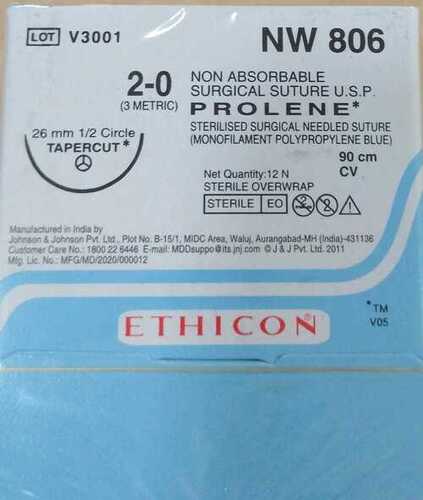 LOT V3001
NW 806
2-0
(3 METRIC)
NON ABSORBABLE
SURGICAL SUTURE U.S.P.
PROLENE*
STERILISED SURGICAL NEEDLED SUTURE
(MONOFILAMENT POLYPROPYLENE BLUE)
26 mm 1/2 Circle
TAPERCUT*
90 cm
CV
Net Quantity:12 N
STERILE OVERWRAP
STERILE EO
Manufactured in India by
Johnson & Johnson Pvt. Ltd., Plot No. B-15/1, MIDC Area, Waluj, Aurangabad-MH (India)-431136
Customer Care No.: 1800 22 6446 E-mail: MDDsuppo@its.jnj.com © J & J Pvt. Ltd. 2011
Mfg. Lic. No.: MFG/MD/2020/000012
ETHICON
*TM
V05